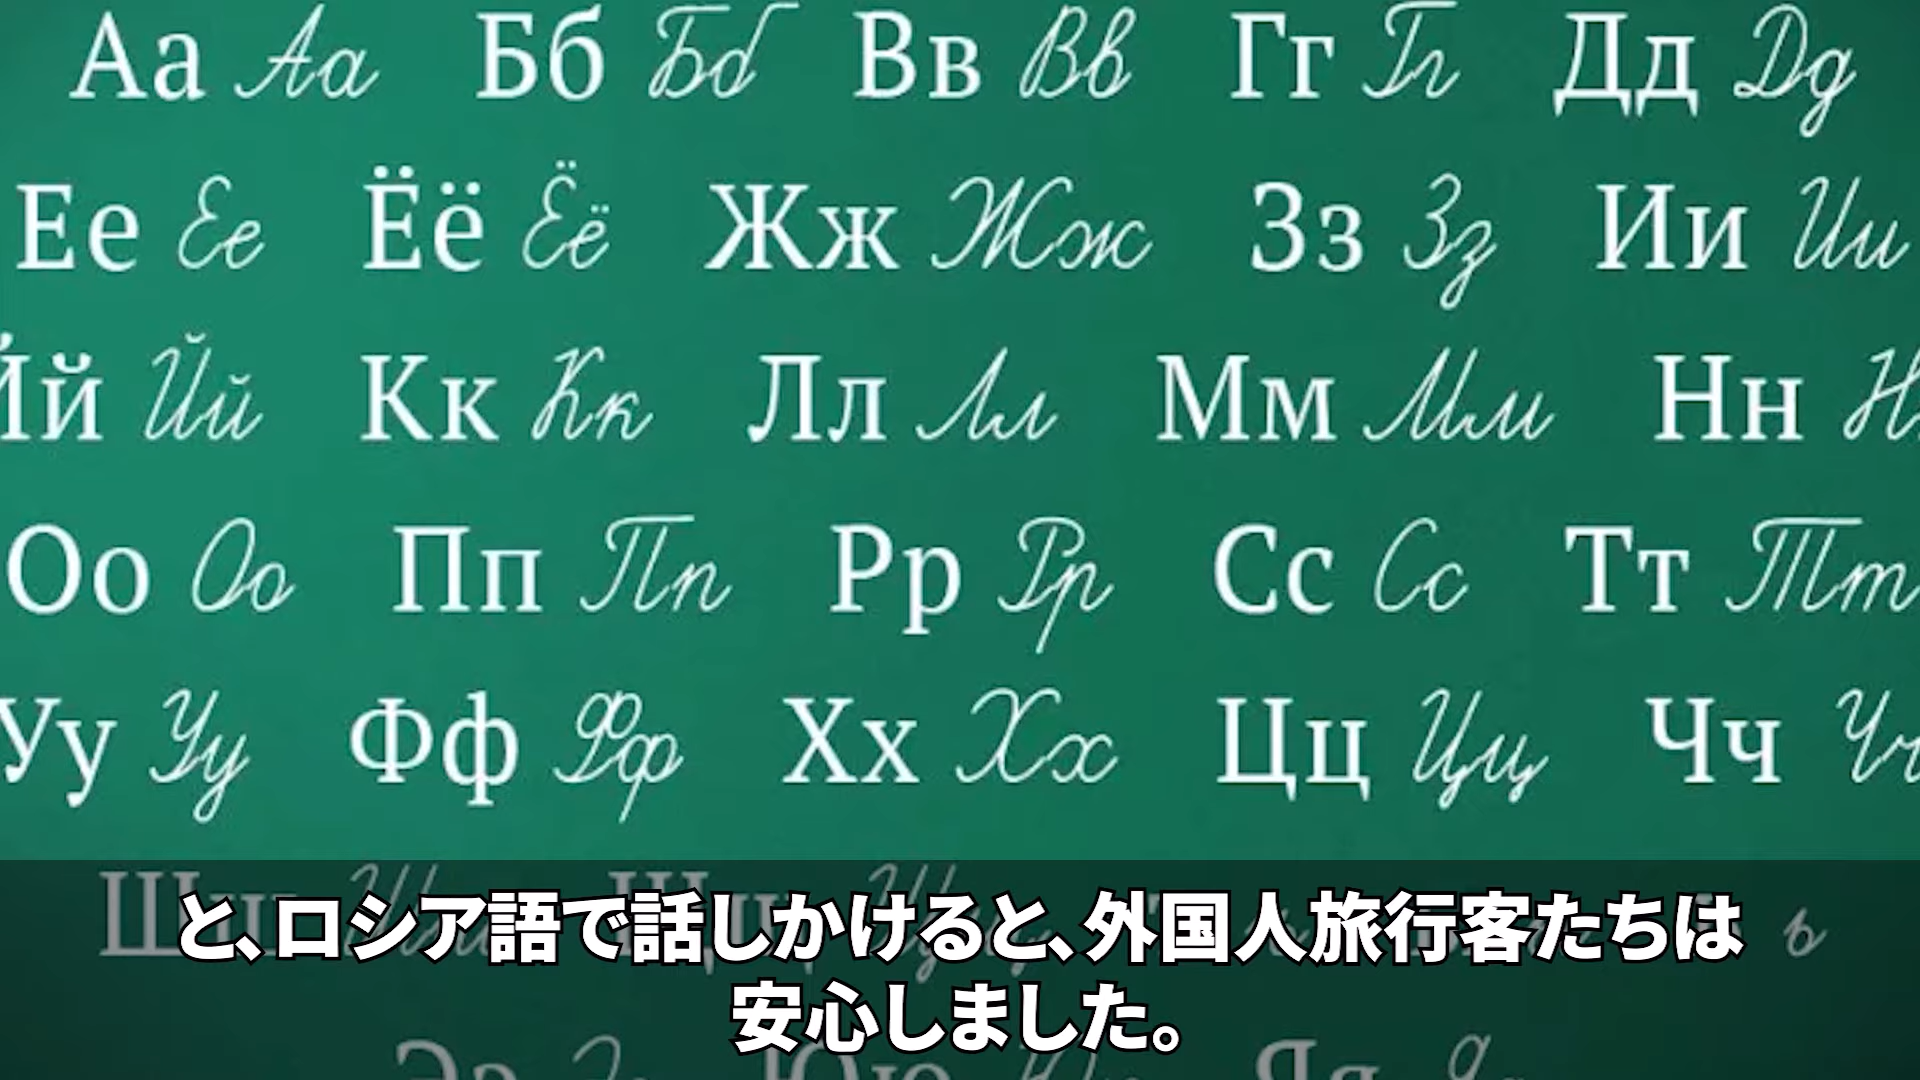 Аа Аа Бб Бб Вв Вв Гг Гг Дд Дд
Ее Ее Ёё Ёё Жж Жж Зз Зз Ии Ии
Йй Йй Кк Кк Лл Лл Мм Мм Нн Н
Оо Оо Пп Пп Рр Рр Сс Сс Тт Тт
Уу Уу Фф Фф Хх Хх Цц Цц Чч Чч
ь
と、ロシア語で話しかけると、外国人旅行客たちは
安心しました。